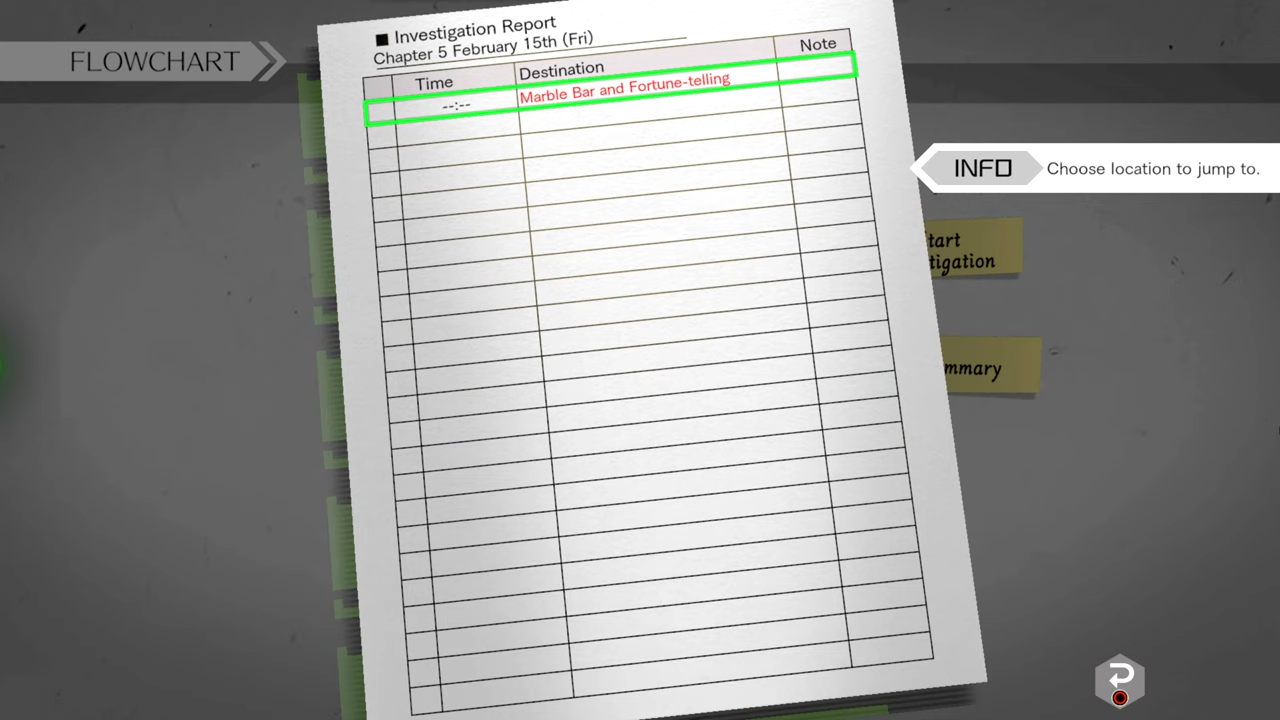 FLOWCHART
■ Investigation Report
Chapter 5 February 15th (Fri)
Time Destination Note
--:-- Marble Bar and Fortune-telling
INFO Choose location to jump to.
tart
tigation
mmary